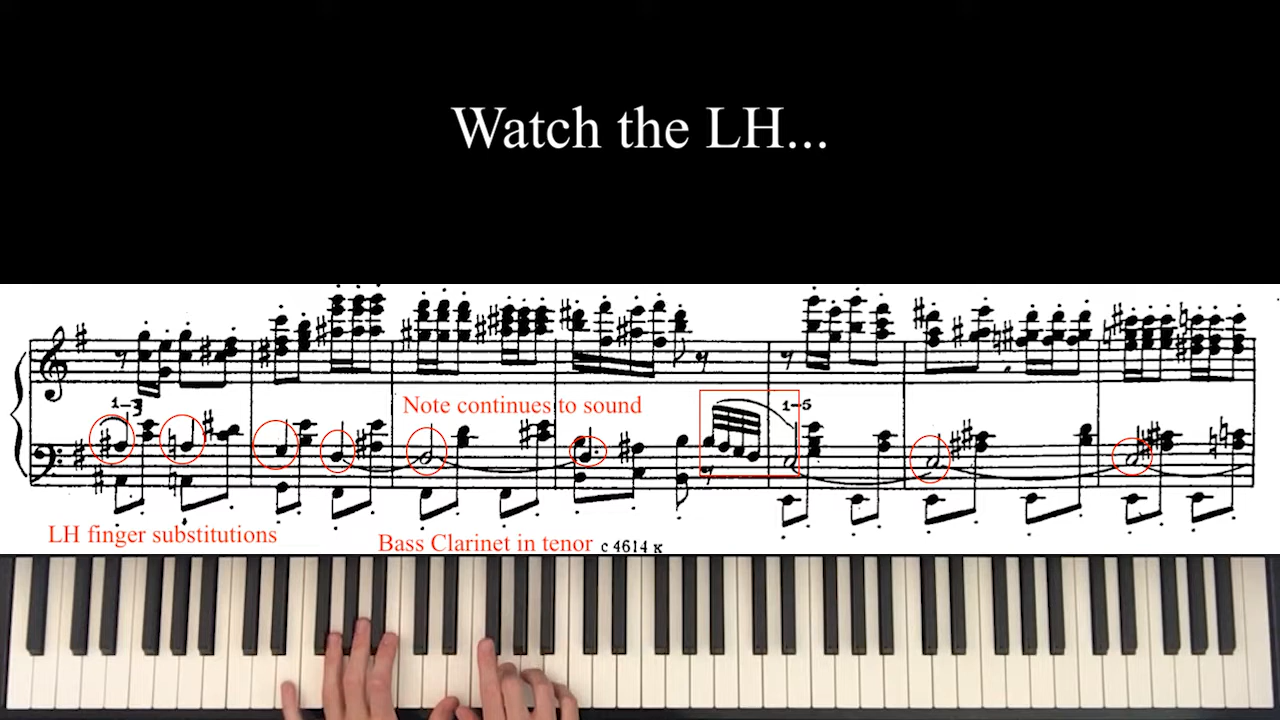 Watch the LH...
1-3
Note continues to sound
1-5
LH finger substitutions
Bass Clarinet in tenor
c 4614 к